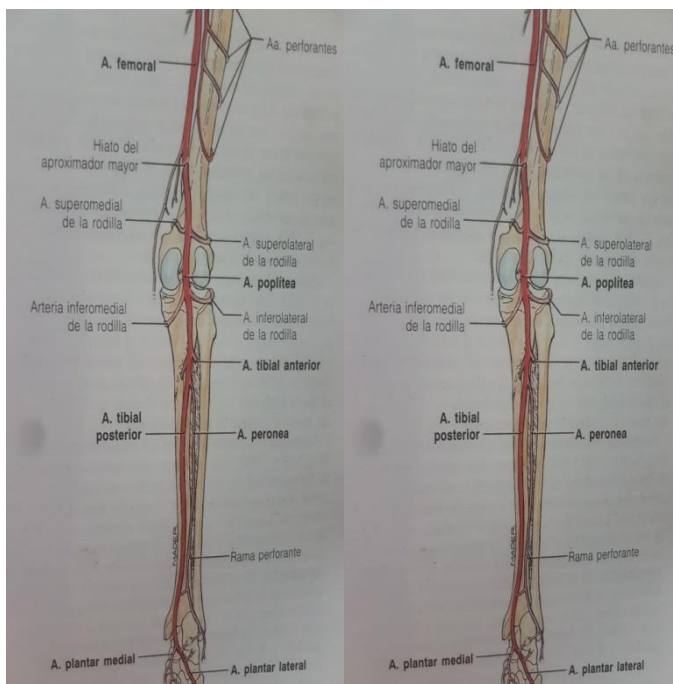 Aa. perforantes
A. femoral
Hiato del
aproximador mayor
A. superomedial
de la rodilla
A. superolateral
de la rodilla
A. poplítea
Arteria inferomedial
de la rodilla
A. inferolateral
de la rodilla
A. tibial anterior
A. tibial
posterior
A. peronea
MADER
Rama perforante
A. plantar medial
A. plantar lateral
Aa. perforantes
A. femoral
Hiato del
aproximador mayor
A. superomedial
de la rodilla
A. superolateral
de la rodilla
A. poplítea
Arteria inferomedial
de la rodilla
A. inferolateral
de la rodilla
A. tibial anterior
A. tibial
posterior
A. peronea
MADER
Rama perforante
A. plantar medial
A. plantar lateral